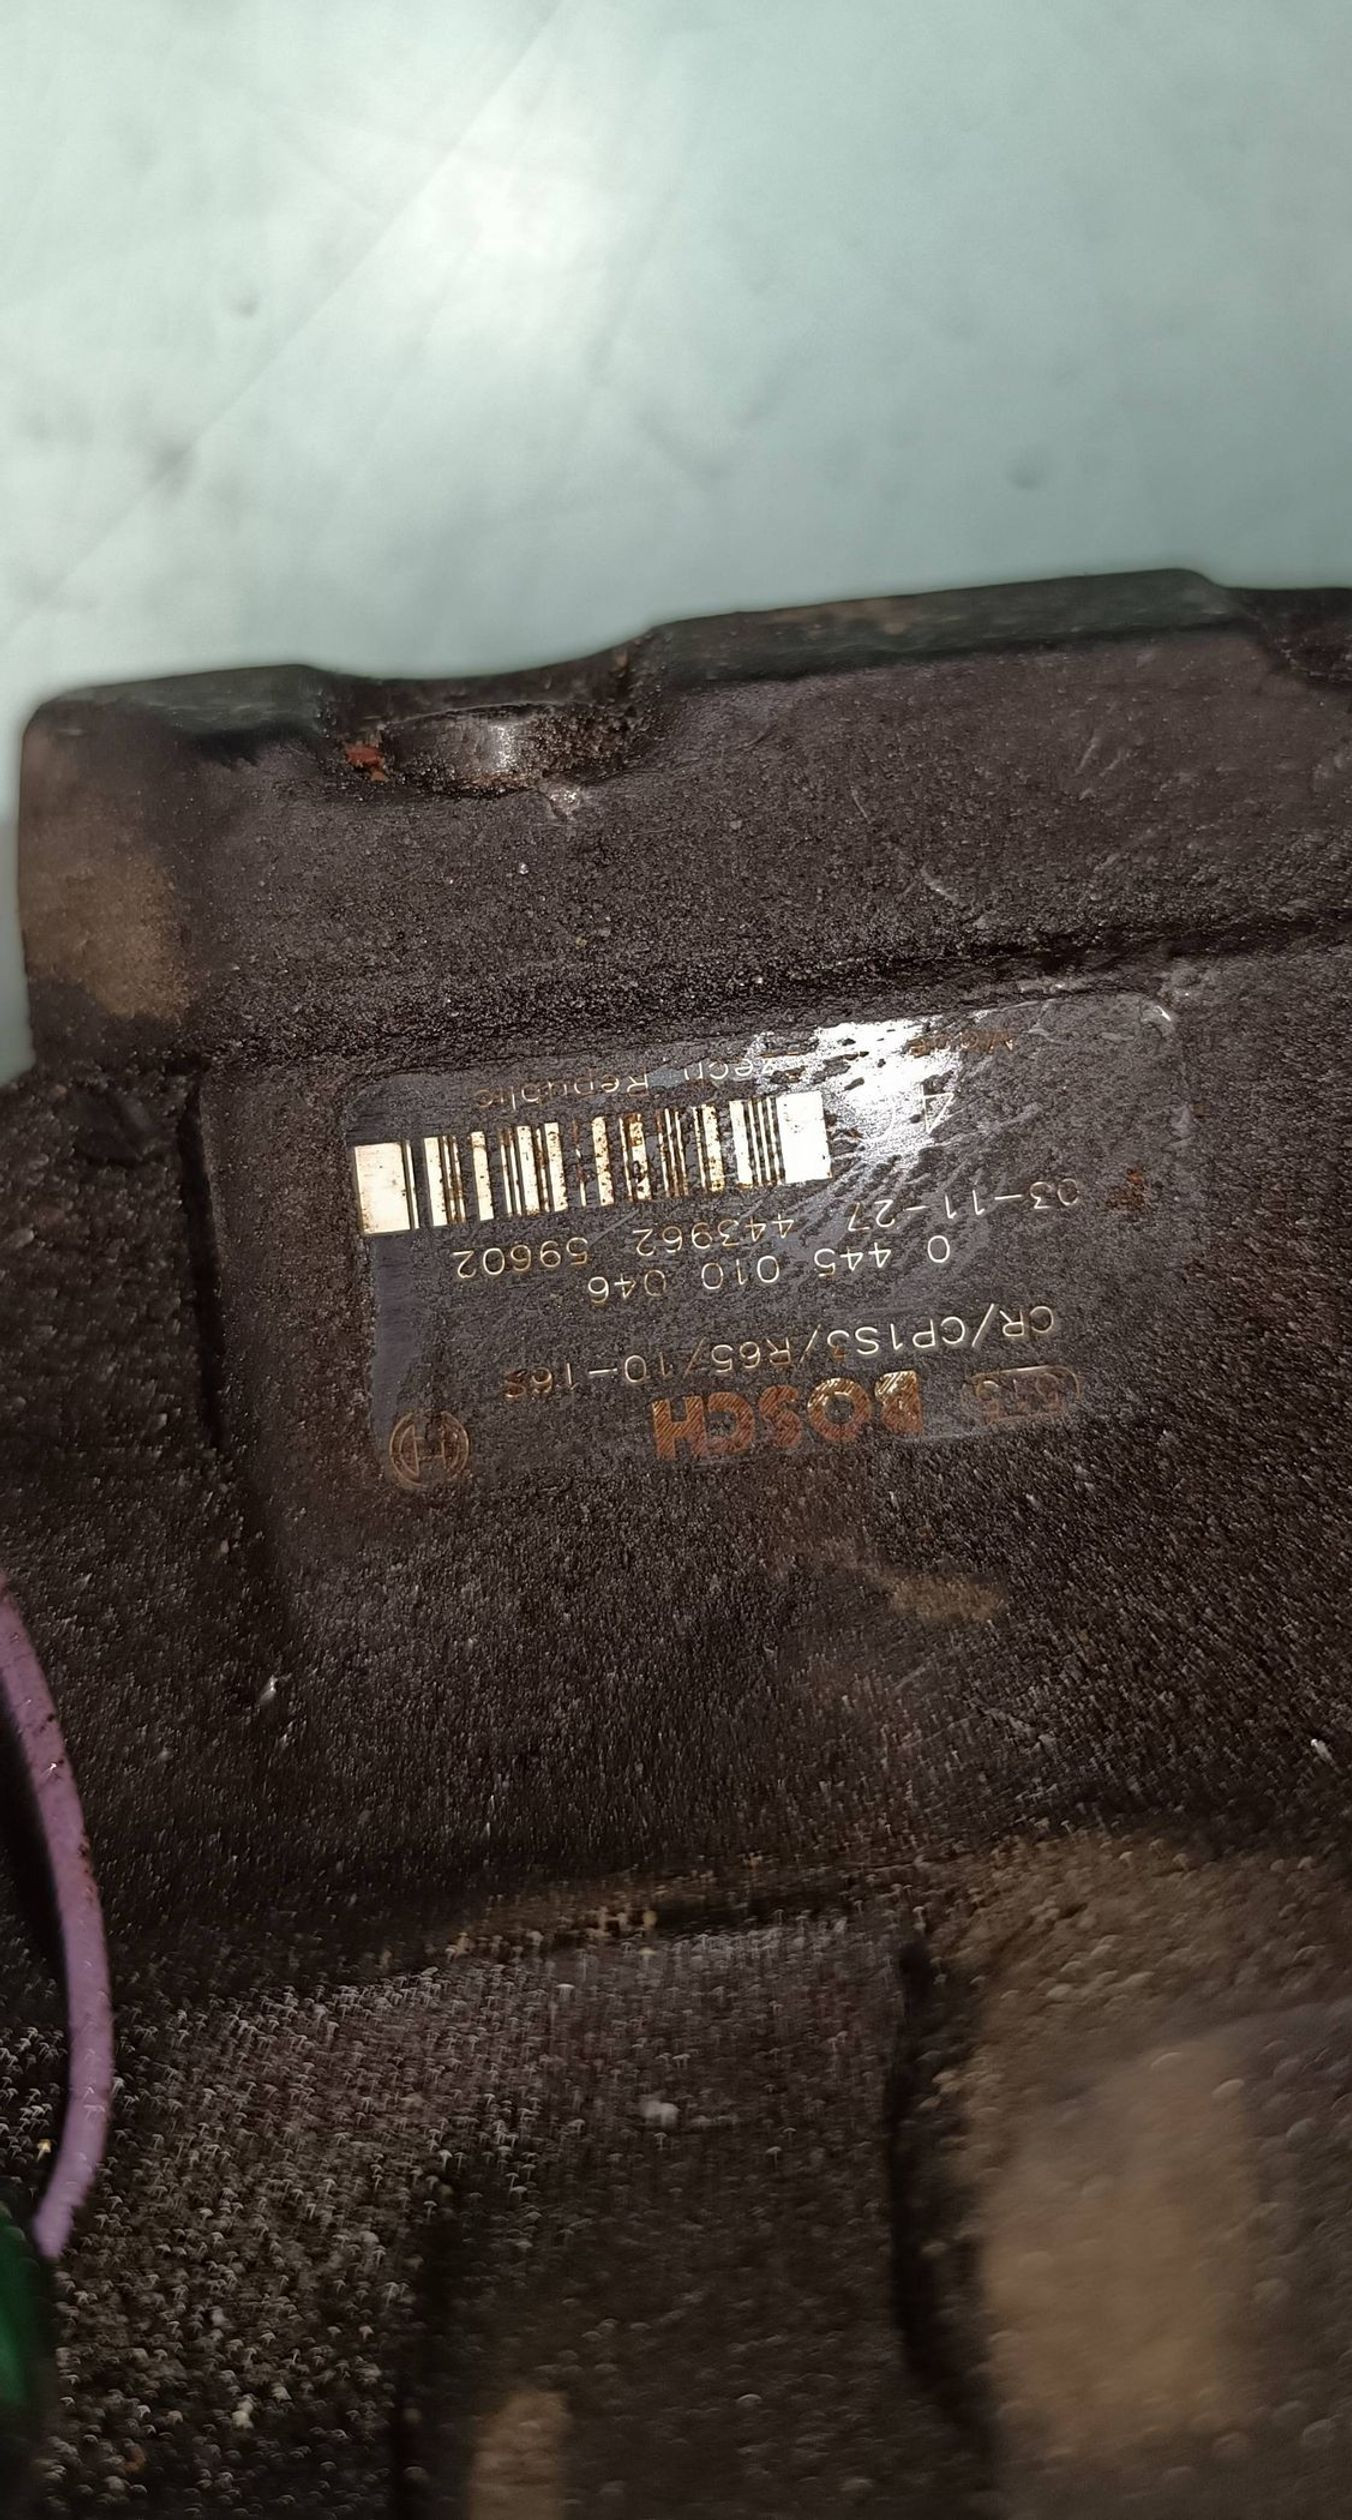 BOSCH
CR/CP1S3/R65/10-16S
0 445 010 046
03-11-27 443962 59602
Republic